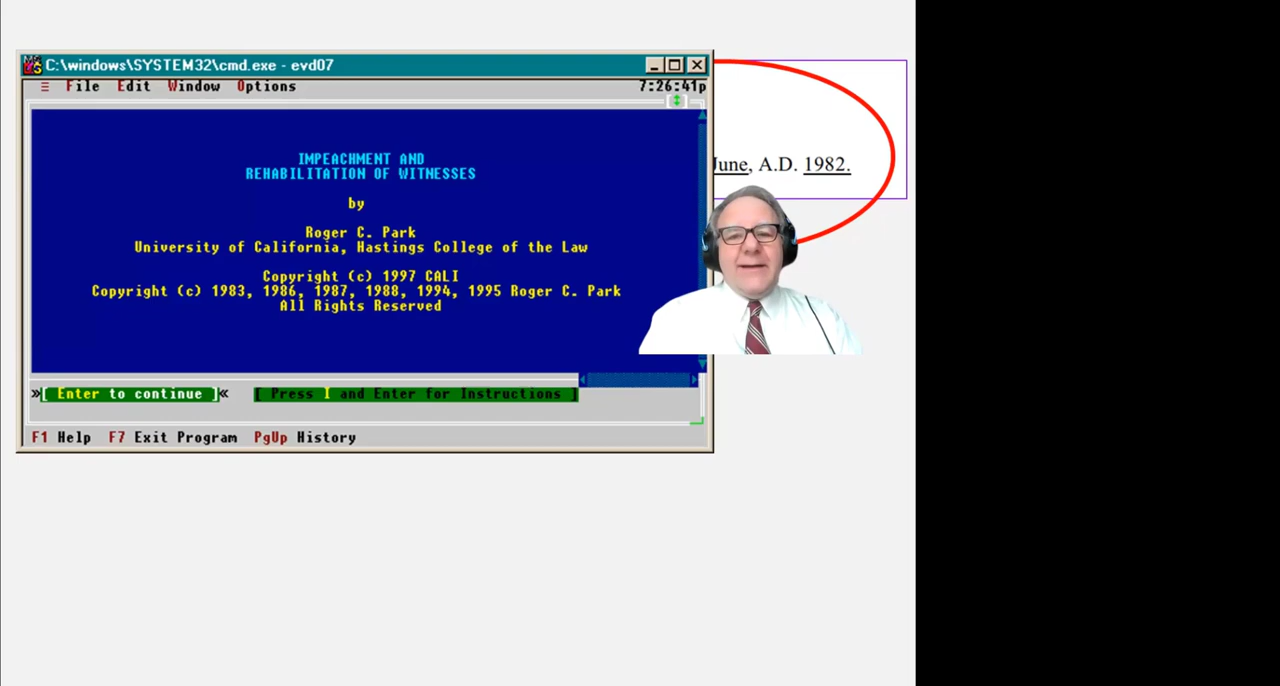 C:\windows\SYSTEM32\cmd.exe - evd07
≡ File Edit Window Options 7:26:41p
[↕]
IMPEACHMENT AND
REHABILITATION OF WITNESSES
by
Roger C. Park
University of California, Hastings College of the Law
Copyright (c) 1997 CALI
Copyright (c) 1983, 1986, 1987, 1988, 1994, 1995 Roger C. Park
All Rights Reserved
»[ Enter to continue ]« [ Press I and Enter for Instructions ]
F1 Help F7 Exit Program PgUp History
June, A.D. 1982.